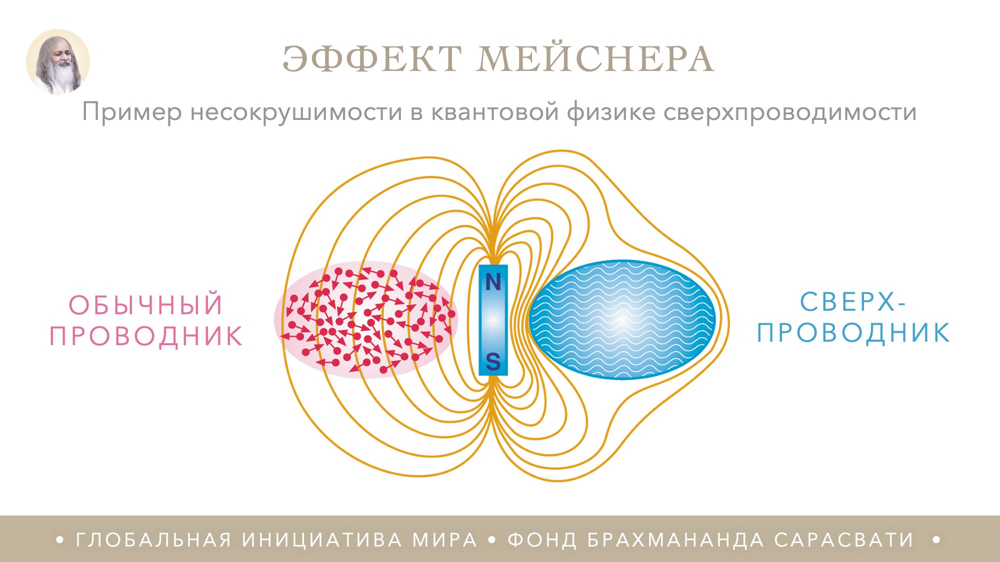 ЭФФЕКТ МЕЙСНЕРА
Пример несокрушимости в квантовой физике сверхпроводимости
ОБЫЧНЫЙ
ПРОВОДНИК
N
S
СВЕРХ-
ПРОВОДНИК
• ГЛОБАЛЬНАЯ ИНИЦИАТИВА МИРА • ФОНД БРАХМАНАНДА САРАСВАТИ •